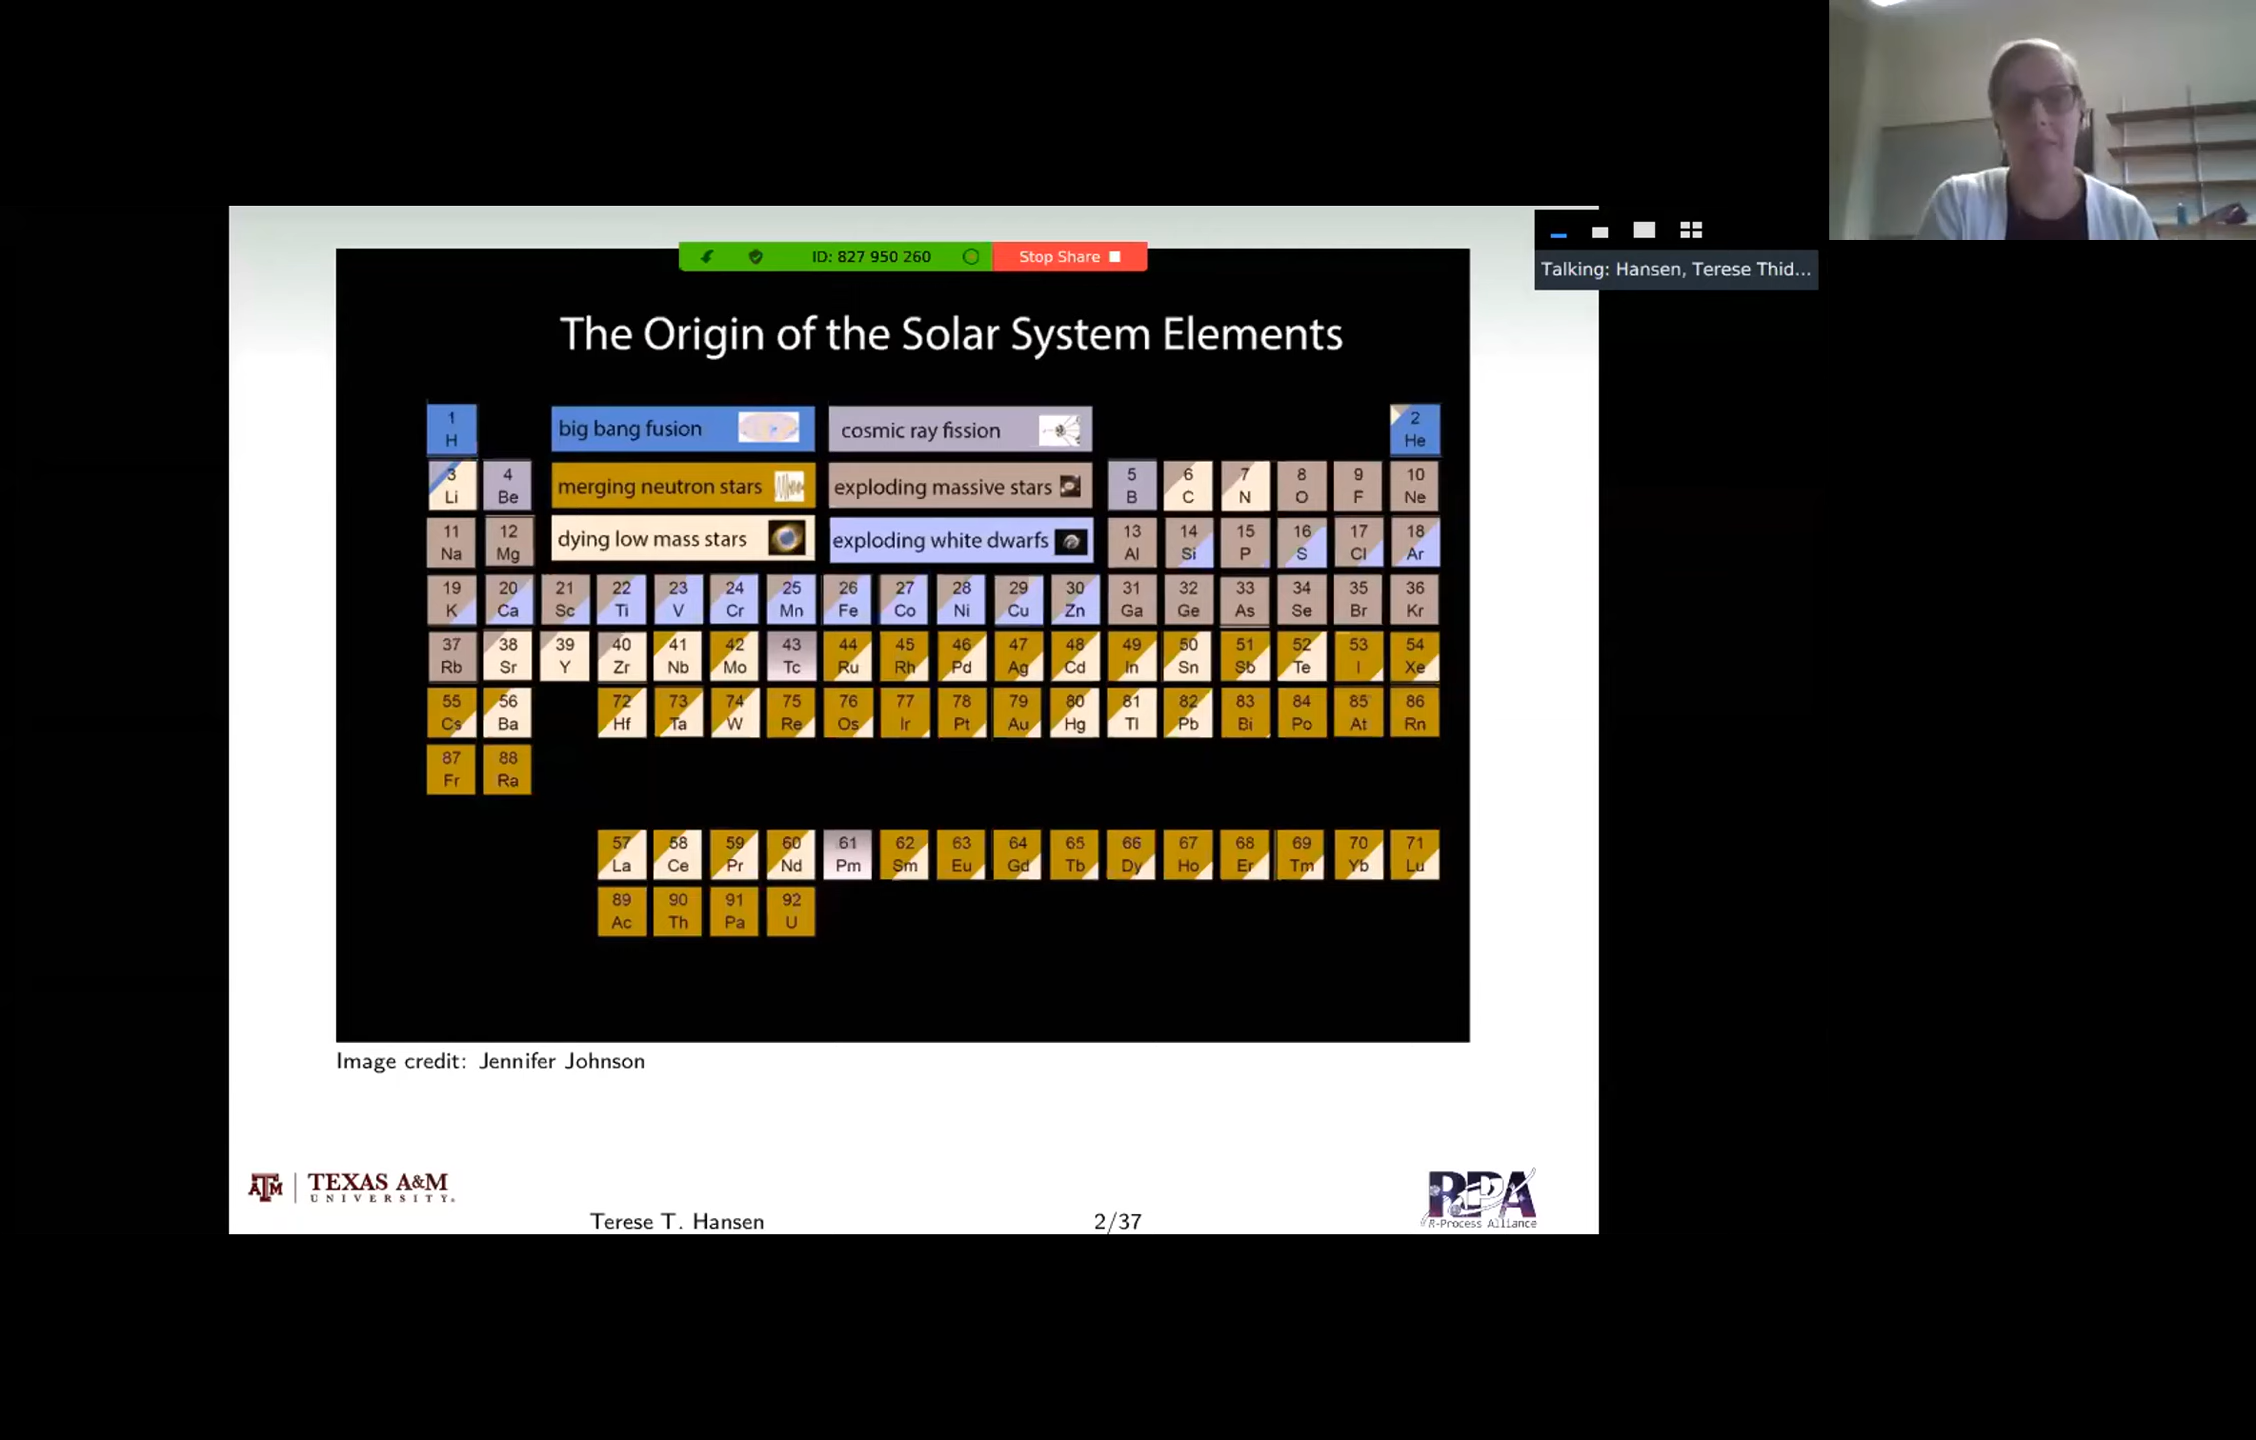 ID: 827 950 260
Stop Share
Talking: Hansen, Terese Thid...
The Origin of the Solar System Elements
1 H
big bang fusion
cosmic ray fission
2 He
3 Li
4 Be
merging neutron stars
exploding massive stars
5 B
6 C
7 N
8 O
9 F
10 Ne
11 Na
12 Mg
dying low mass stars
exploding white dwarfs
13 Al
14 Si
15 P
16 S
17 Cl
18 Ar
19 K
20 Ca
21 Sc
22 Ti
23 V
24 Cr
25 Mn
26 Fe
27 Co
28 Ni
29 Cu
30 Zn
31 Ga
32 Ge
33 As
34 Se
35 Br
36 Kr
37 Rb
38 Sr
39 Y
40 Zr
41 Nb
42 Mo
43 Tc
44 Ru
45 Rh
46 Pd
47 Ag
48 Cd
49 In
50 Sn
51 Sb
52 Te
53 I
54 Xe
55 Cs
56 Ba
72 Hf
73 Ta
74 W
75 Re
76 Os
77 Ir
78 Pt
79 Au
80 Hg
81 Tl
82 Pb
83 Bi
84 Po
85 At
86 Rn
87 Fr
88 Ra
57 La
58 Ce
59 Pr
60 Nd
61 Pm
62 Sm
63 Eu
64 Gd
65 Tb
66 Dy
67 Ho
68 Er
69 Tm
70 Yb
71 Lu
89 Ac
90 Th
91 Pa
92 U
Image credit: Jennifer Johnson
ATM
TEXAS A&M
UNIVERSITY.
RPA
R-Process Alliance
Terese T. Hansen
2/37